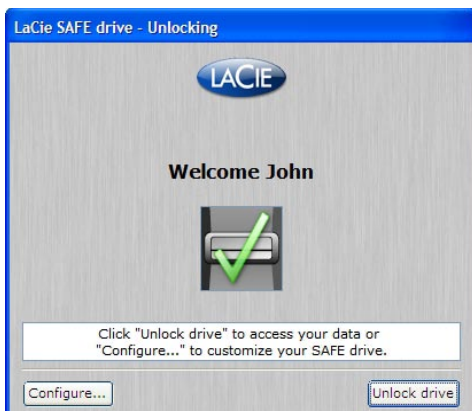 LaCie SAFE drive - Unlocking
LACIE
Welcome John
Click "Unlock drive" to access your data or
"Configure..." to customize your SAFE drive.
Configure...
Unlock drive